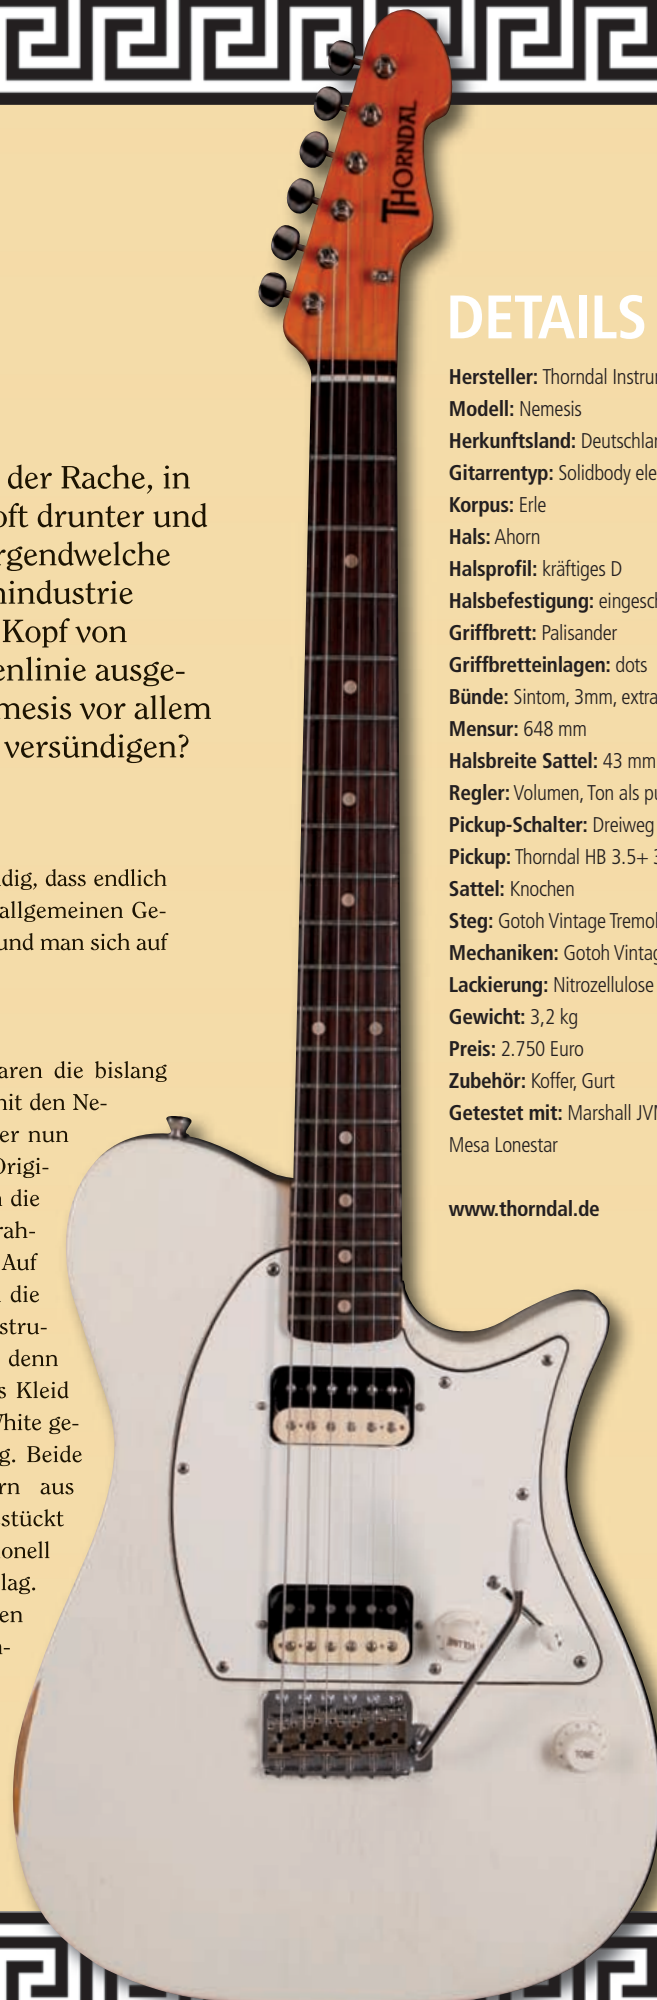 THORNDAL
der Rache, in
oft drunter und
rgendwelche
industrie
Kopf von
enlinie ausge-
mesis vor allem
versündigen?
dig, dass endlich
allgemeinen Ge-
und man sich auf
aren die bislang
mit den Ne-
er nun
Origi-
die
rah-
Auf
die
stru-
denn
s Kleid
White ge-
g. Beide
rn aus
stückt
onell
lag.
en
DETAILS
Hersteller: Thorndal Instru
Modell: Nemesis
Herkunftsland: Deutschlan
Gitarrentyp: Solidbody ele
Korpus: Erle
Hals: Ahorn
Halsprofil: kräftiges D
Halsbefestigung: eingesch
Griffbrett: Palisander
Griffbretteinlagen: dots
Bünde: Sintom, 3mm, extra
Mensur: 648 mm
Halsbreite Sattel: 43 mm
Regler: Volumen, Ton als pu
Pickup-Schalter: Dreiweg
Pickup: Thorndal HB 3.5+ 3
Sattel: Knochen
Steg: Gotoh Vintage Tremol
Mechaniken: Gotoh Vintag
Lackierung: Nitrozellulose
Gewicht: 3,2 kg
Preis: 2.750 Euro
Zubehör: Koffer, Gurt
Getestet mit: Marshall JVM
Mesa Lonestar
www.thorndal.de
VOLUME
TONE